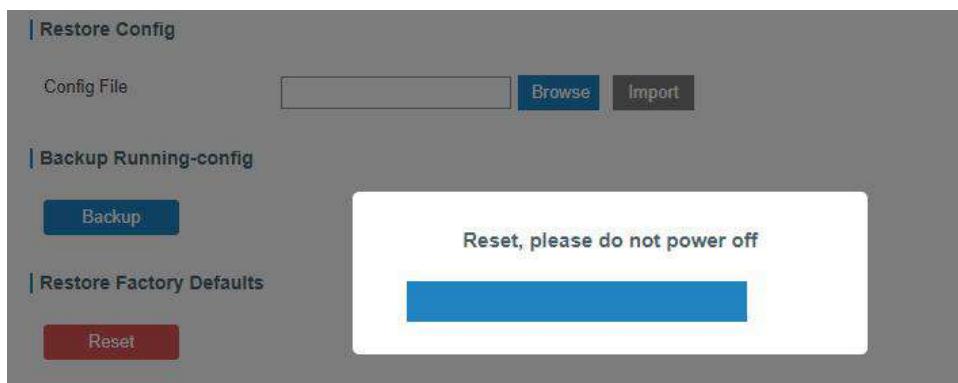 Restore Config
Config File
Browse
Import
Backup Running-config
Backup
Reset, please do not power off
Restore Factory Defaults
Reset